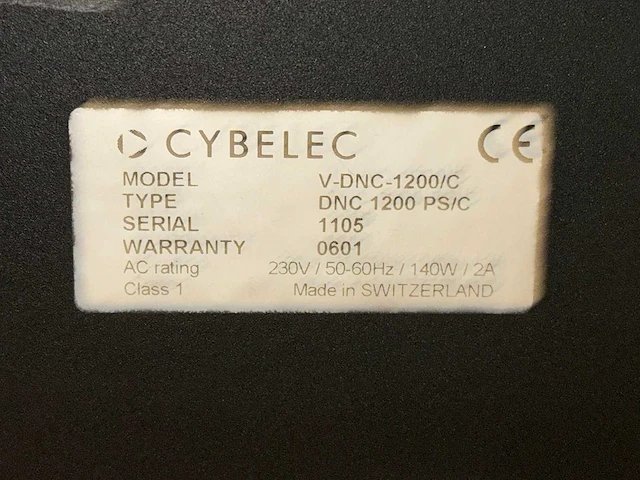 CYBELEC CE
MODEL V-DNC-1200/C
TYPE DNC 1200 PS/C
SERIAL 1105
WARRANTY 0601
AC rating 230V / 50-60Hz / 140W / 2A
Class 1 Made in SWITZERLAND